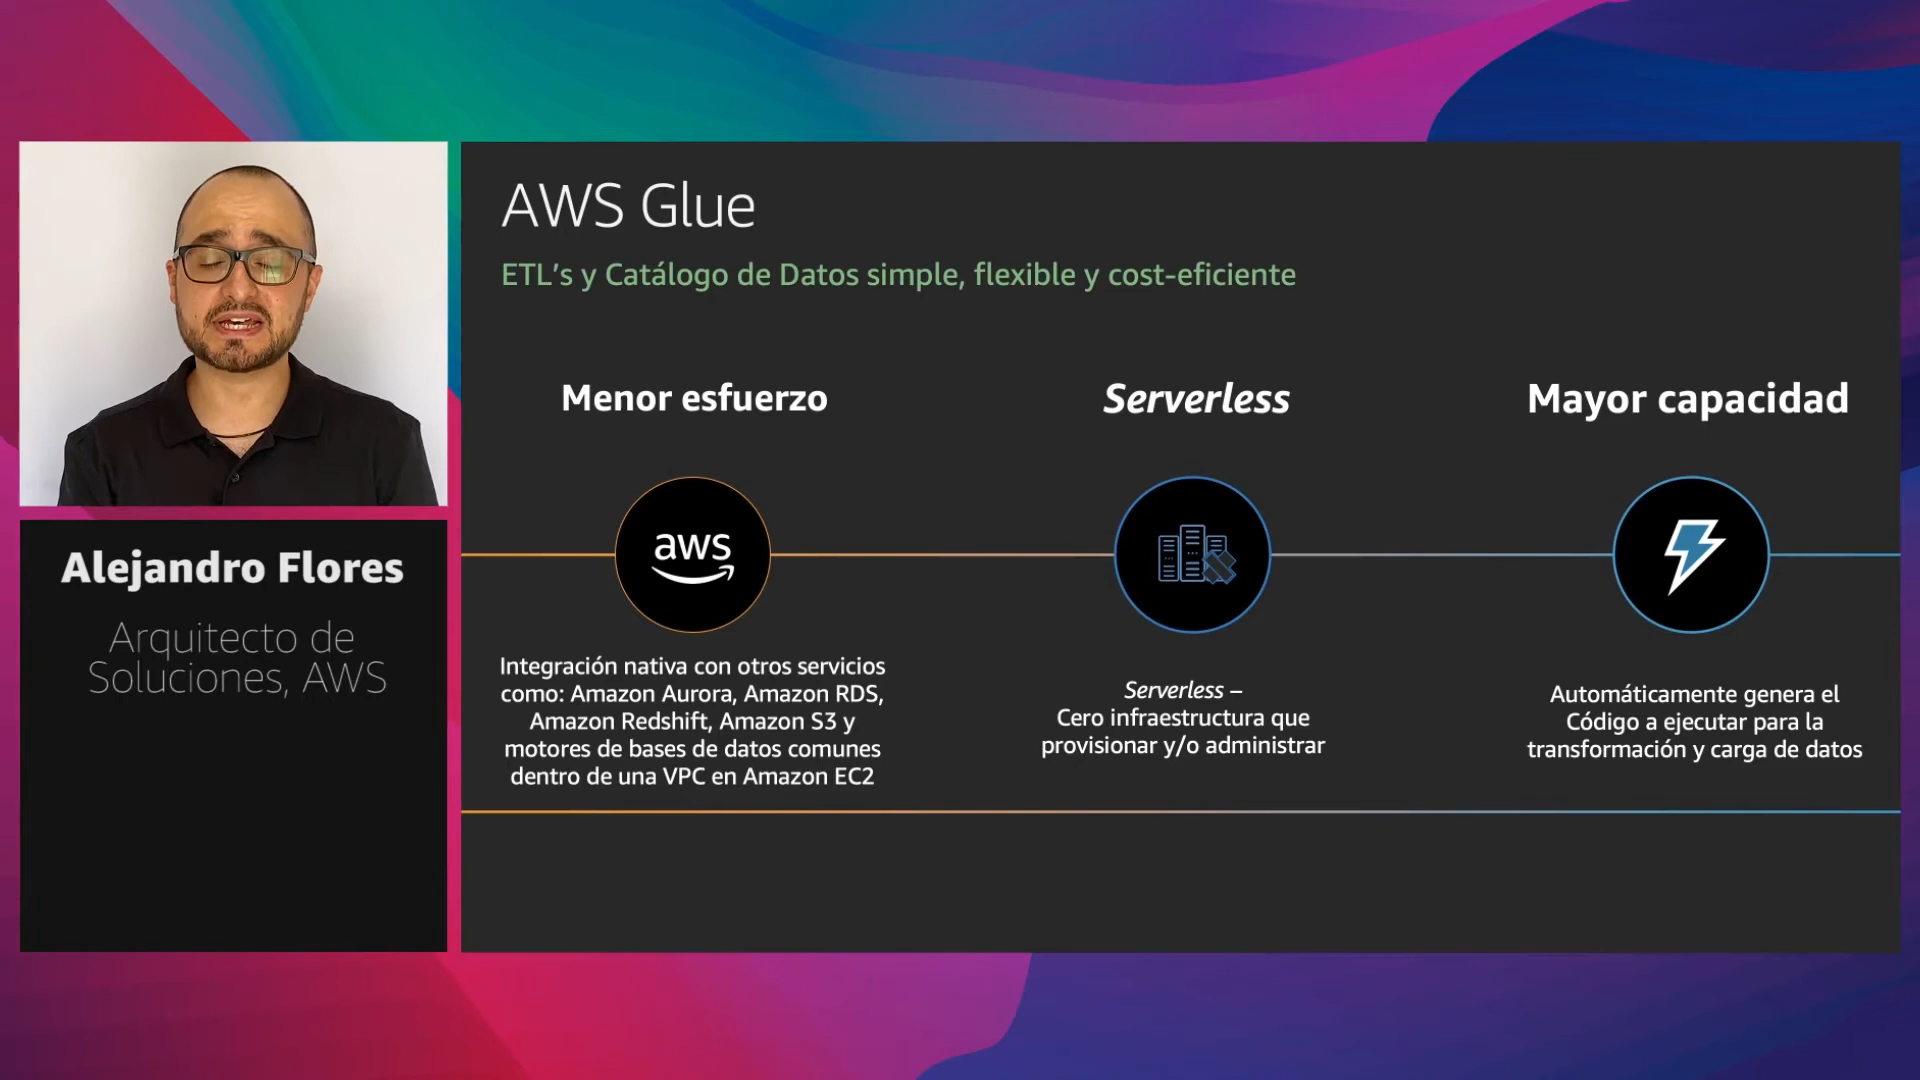 AWS Glue
ETL’s y Catálogo de Datos simple, flexible y cost-eficiente
Menor esfuerzo
aws
Integración nativa con otros servicios
como: Amazon Aurora, Amazon RDS,
Amazon Redshift, Amazon S3 y
motores de bases de datos comunes
dentro de una VPC en Amazon EC2
Serverless
Serverless –
Cero infraestructura que
provisionar y/o administrar
Mayor capacidad
Automáticamente genera el
Código a ejecutar para la
transformación y carga de datos
Alejandro Flores
Arquitecto de
Soluciones, AWS